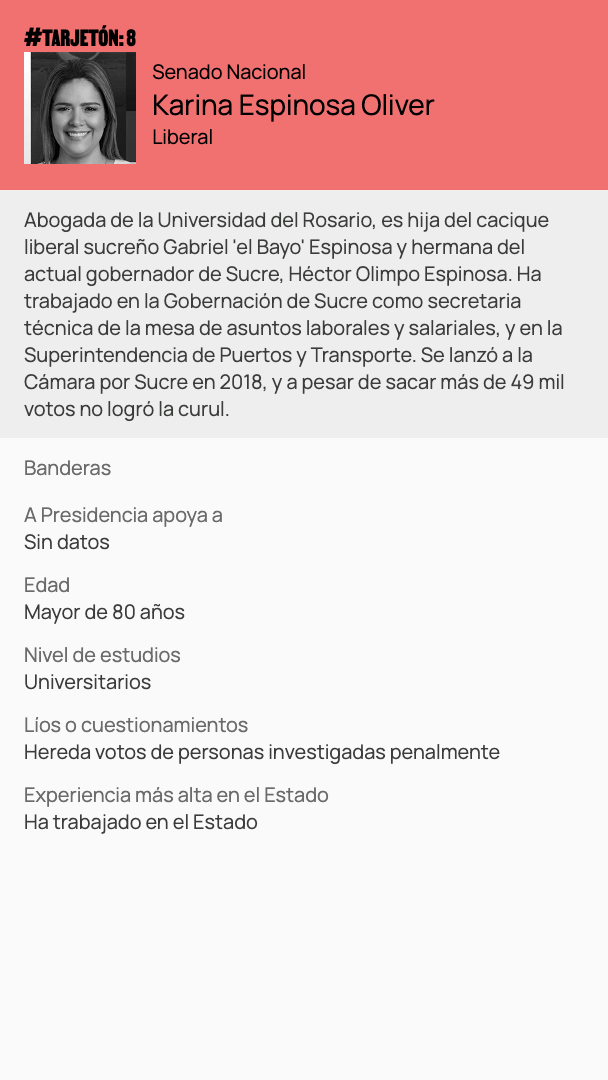 #TARJETÓN: 8
Senado Nacional
Karina Espinosa Oliver
Liberal
Abogada de la Universidad del Rosario, es hija del cacique
liberal sucreño Gabriel 'el Bayo' Espinosa y hermana del
actual gobernador de Sucre, Héctor Olimpo Espinosa. Ha
trabajado en la Gobernación de Sucre como secretaria
técnica de la mesa de asuntos laborales y salariales, y en la
Superintendencia de Puertos y Transporte. Se lanzó a la
Cámara por Sucre en 2018, y a pesar de sacar más de 49 mil
votos no logró la curul.
Banderas
A Presidencia apoya a
Sin datos
Edad
Mayor de 80 años
Nivel de estudios
Universitarios
Líos o cuestionamientos
Hereda votos de personas investigadas penalmente
Experiencia más alta en el Estado
Ha trabajado en el Estado